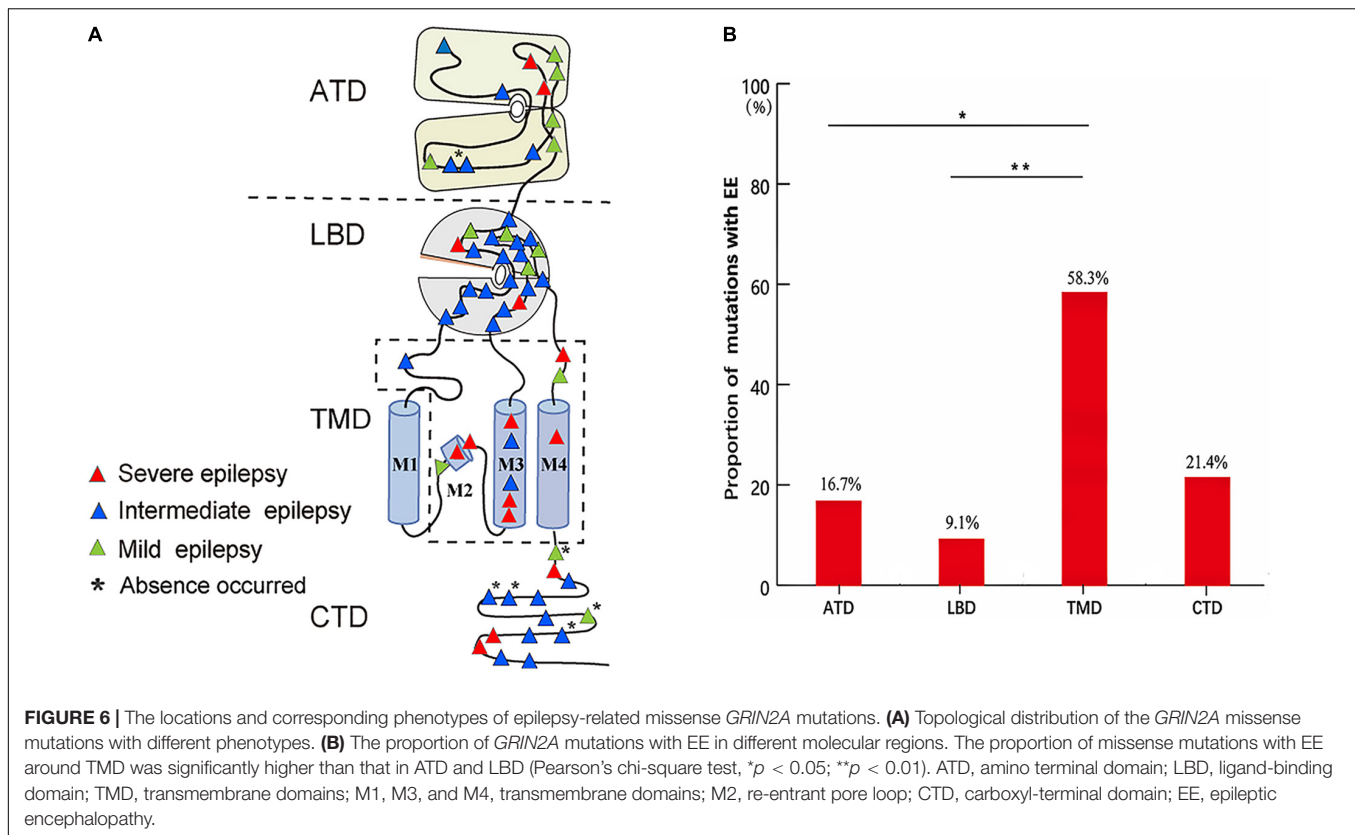 A
ATD
*
LBD
TMD
M1
M2
M3
M4
Severe epilepsy
Intermediate epilepsy
Mild epilepsy
* Absence occurred
*
* *
*
*
CTD
B
Proportion of mutations with EE
100
(%)
80
60
40
20
0
*
**
16.7%
9.1%
58.3%
21.4%
ATD
LBD
TMD
CTD
FIGURE 6 | The locations and corresponding phenotypes of epilepsy-related missense GRIN2A mutations. (A) Topological distribution of the GRIN2A missense
mutations with different phenotypes. (B) The proportion of GRIN2A mutations with EE in different molecular regions. The proportion of missense mutations with EE
around TMD was significantly higher than that in ATD and LBD (Pearson's chi-square test, *p < 0.05; **p < 0.01). ATD, amino terminal domain; LBD, ligand-binding
domain; TMD, transmembrane domains; M1, M3, and M4, transmembrane domains; M2, re-entrant pore loop; CTD, carboxyl-terminal domain; EE, epileptic
encephalopathy.